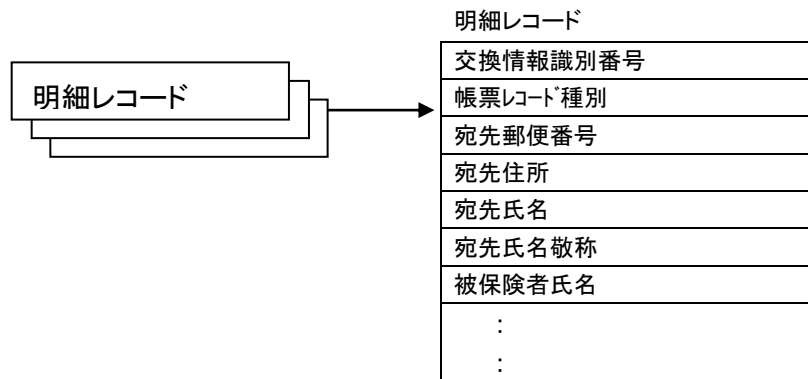 明細レコード
明細レコード
交換情報識別番号
帳票ﾚｺｰﾄﾞ種別
宛先郵便番号
宛先住所
宛先氏名
宛先氏名敬称
被保険者氏名
：
：